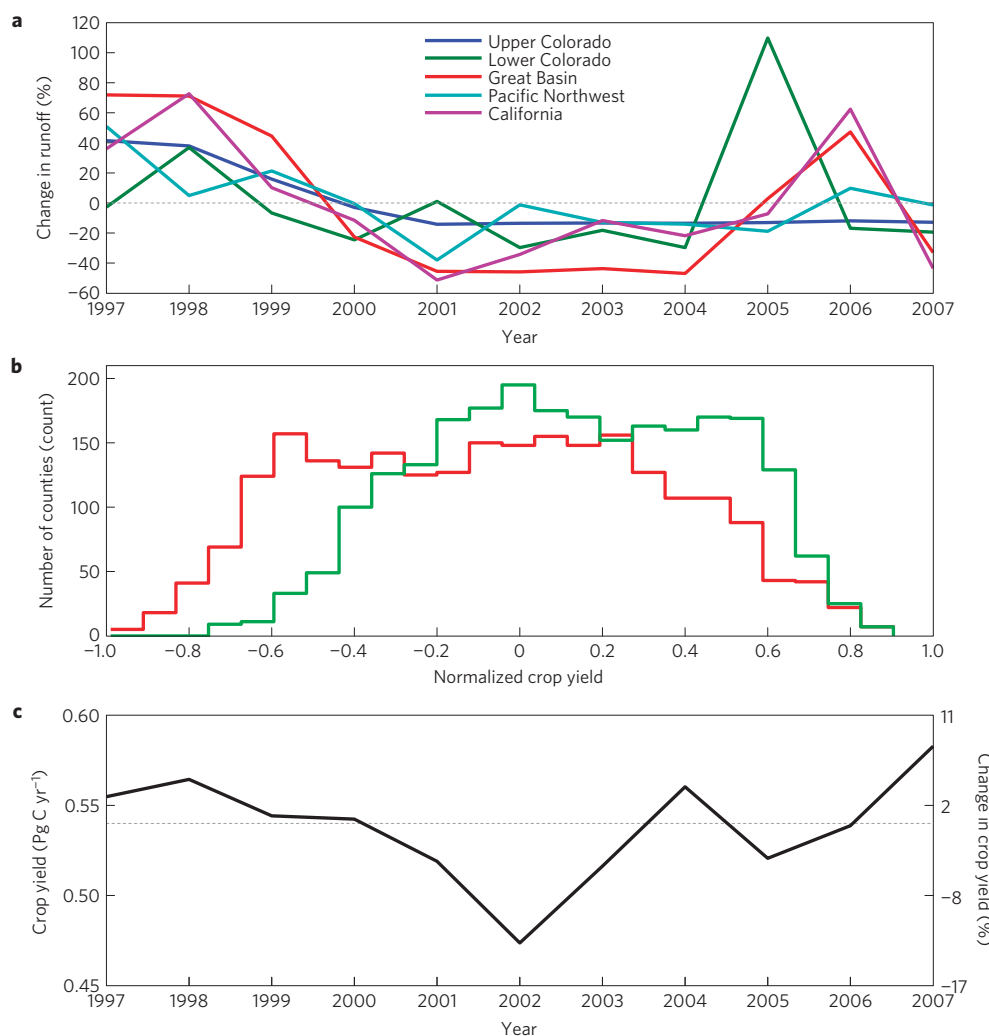 a
120
100
80
60
40
20
0
−20
−40
−60
Change in runoff (%)
Upper Colorado
Lower Colorado
Great Basin
Pacific Northwest
California
1997 1998 1999 2000 2001 2002 2003 2004 2005 2006 2007
Year
b
200
150
100
50
0
Number of counties (count)
−1.0 −0.8 −0.6 −0.4 −0.2 0 0.2 0.4 0.6 0.8 1.0
Normalized crop yield
c
0.60
0.55
0.50
0.45
Crop yield (Pg C yr⁻¹)
11
2
−8
−17
Change in
crop yield (%)
1997 1998 1999 2000 2001 2002 2003 2004 2005 2006 2007
Year